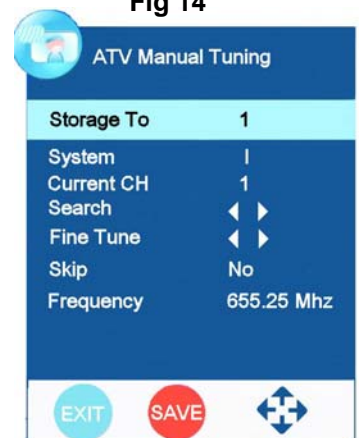 Fig 14
ATV Manual Tuning
Storage To 1
System I
Current CH 1
Search
Fine Tune
Skip No
Frequency 655.25 Mhz
EXIT SAVE